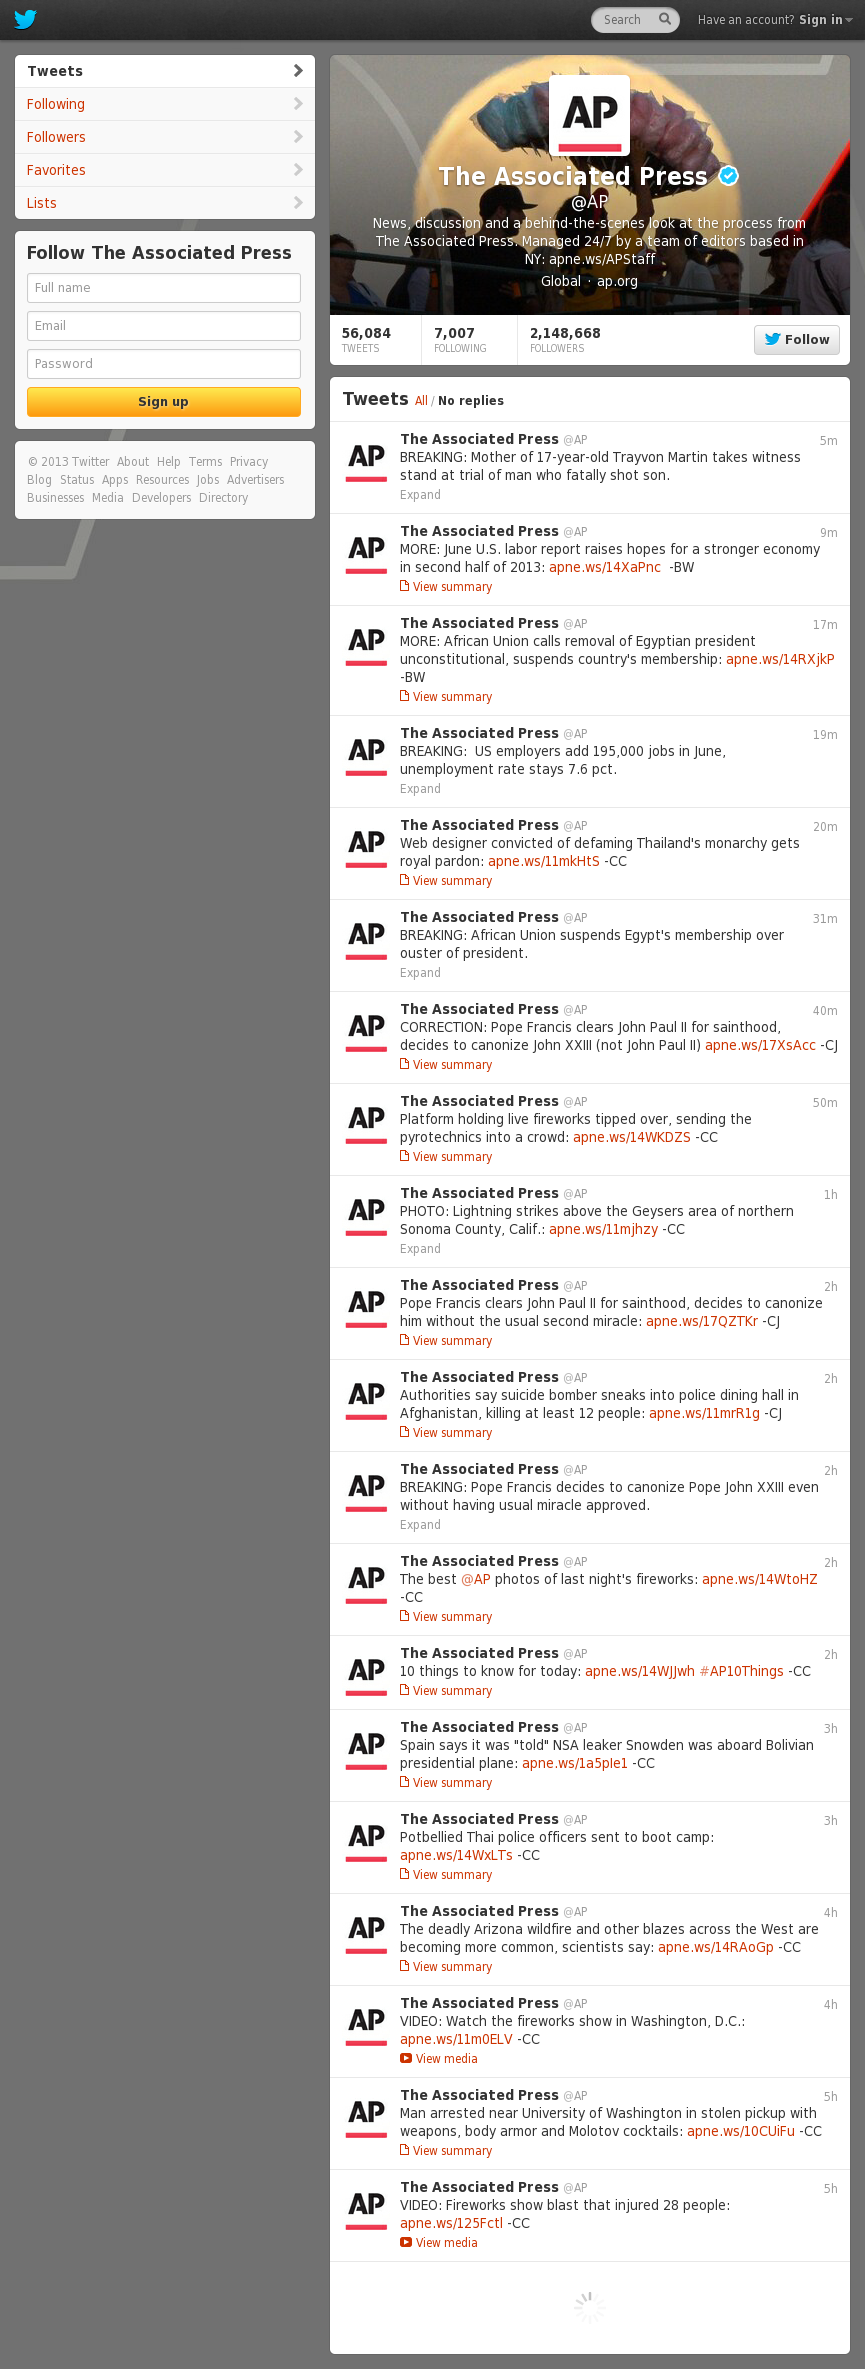 Search
Have an account? Sign in
Tweets
Following
Followers
Favorites
Lists
Follow The Associated Press
Full name
Email
Password
Sign up
© 2013 Twitter About Help Terms Privacy
Blog Status Apps Resources Jobs Advertisers
Businesses Media Developers Directory
AP
The Associated Press
@AP
News, discussion and a behind-the-scenes look at the process from
The Associated Press. Managed 24/7 by a team of editors based in
NY: apne.ws/APStaff
Global · ap.org
56,084
TWEETS
7,007
FOLLOWING
2,148,668
FOLLOWERS
Follow
Tweets All / No replies
AP
The Associated Press @AP 5m
BREAKING: Mother of 17-year-old Trayvon Martin takes witness
stand at trial of man who fatally shot son.
Expand
AP
The Associated Press @AP 9m
MORE: June U.S. labor report raises hopes for a stronger economy
in second half of 2013: apne.ws/14XaPnc -BW
View summary
AP
The Associated Press @AP 17m
MORE: African Union calls removal of Egyptian president
unconstitutional, suspends country's membership: apne.ws/14RXjkP
-BW
View summary
AP
The Associated Press @AP 19m
BREAKING: US employers add 195,000 jobs in June,
unemployment rate stays 7.6 pct.
Expand
AP
The Associated Press @AP 20m
Web designer convicted of defaming Thailand's monarchy gets
royal pardon: apne.ws/11mkHtS -CC
View summary
AP
The Associated Press @AP 31m
BREAKING: African Union suspends Egypt's membership over
ouster of president.
Expand
AP
The Associated Press @AP 40m
CORRECTION: Pope Francis clears John Paul II for sainthood,
decides to canonize John XXIII (not John Paul II) apne.ws/17XsAcc -CJ
View summary
AP
The Associated Press @AP 50m
Platform holding live fireworks tipped over, sending the
pyrotechnics into a crowd: apne.ws/14WKDZS -CC
View summary
AP
The Associated Press @AP 1h
PHOTO: Lightning strikes above the Geysers area of northern
Sonoma County, Calif.: apne.ws/11mjhzy -CC
Expand
AP
The Associated Press @AP 2h
Pope Francis clears John Paul II for sainthood, decides to canonize
him without the usual second miracle: apne.ws/17QZTKr -CJ
View summary
AP
The Associated Press @AP 2h
Authorities say suicide bomber sneaks into police dining hall in
Afghanistan, killing at least 12 people: apne.ws/11mrR1g -CJ
View summary
AP
The Associated Press @AP 2h
BREAKING: Pope Francis decides to canonize Pope John XXIII even
without having usual miracle approved.
Expand
AP
The Associated Press @AP 2h
The best @AP photos of last night's fireworks: apne.ws/14WtoHZ
-CC
View summary
AP
The Associated Press @AP 2h
10 things to know for today: apne.ws/14WJJwh #AP10Things -CC
View summary
AP
The Associated Press @AP 3h
Spain says it was "told" NSA leaker Snowden was aboard Bolivian
presidential plane: apne.ws/1a5pIe1 -CC
View summary
AP
The Associated Press @AP 3h
Potbellied Thai police officers sent to boot camp:
apne.ws/14WxLTs -CC
View summary
AP
The Associated Press @AP 4h
The deadly Arizona wildfire and other blazes across the West are
becoming more common, scientists say: apne.ws/14RAoGp -CC
View summary
AP
The Associated Press @AP 4h
VIDEO: Watch the fireworks show in Washington, D.C.:
apne.ws/11m0ELV -CC
View media
AP
The Associated Press @AP 5h
Man arrested near University of Washington in stolen pickup with
weapons, body armor and Molotov cocktails: apne.ws/10CUiFu -CC
View summary
AP
The Associated Press @AP 5h
VIDEO: Fireworks show blast that injured 28 people:
apne.ws/125Fctl -CC
View media